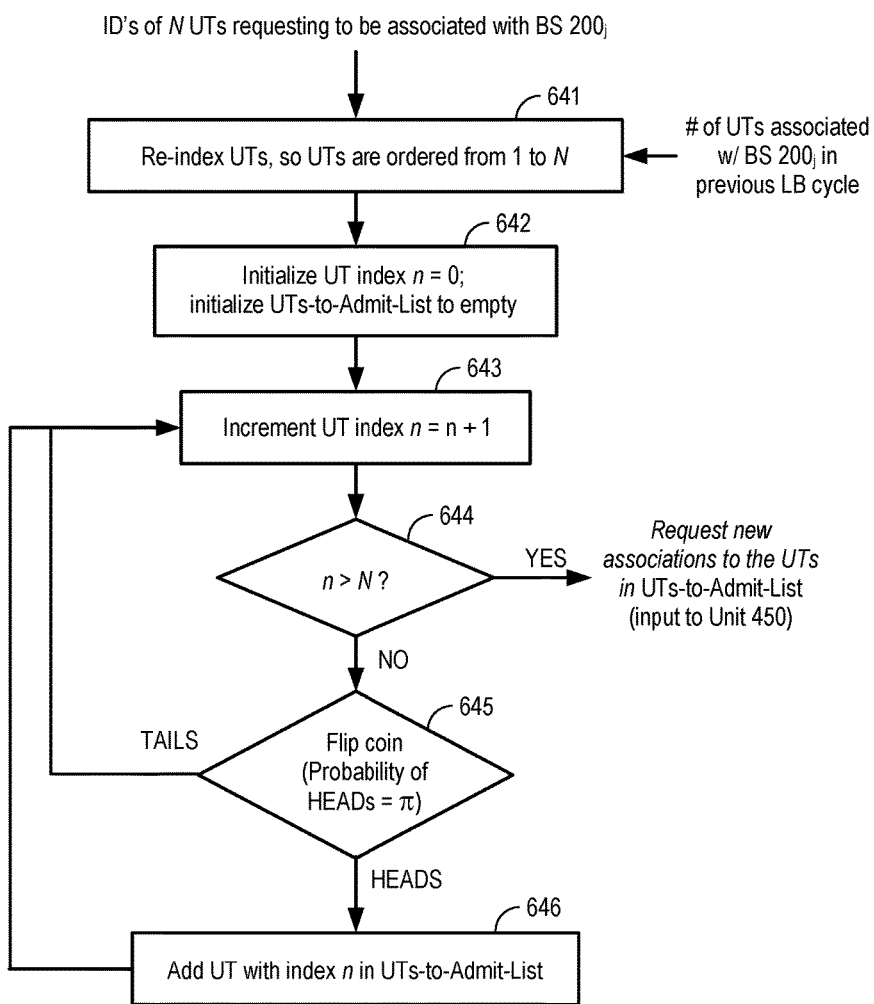 ID's of N UTs requesting to be associated with BS 200j
641
Re-index UTs, so UTs are ordered from 1 to N
# of UTs associated
w/ BS 200j in
previous LB cycle
642
Initialize UT index n = 0;
initialize UTs-to-Admit-List to empty
643
Increment UT index n = n + 1
644
n > N ?
YES
Request new
associations to the UTs
in UTs-to-Admit-List
(input to Unit 450)
NO
645
TAILS
Flip coin
(Probability of
HEADs = π)
HEADS
646
Add UT with index n in UTs-to-Admit-List